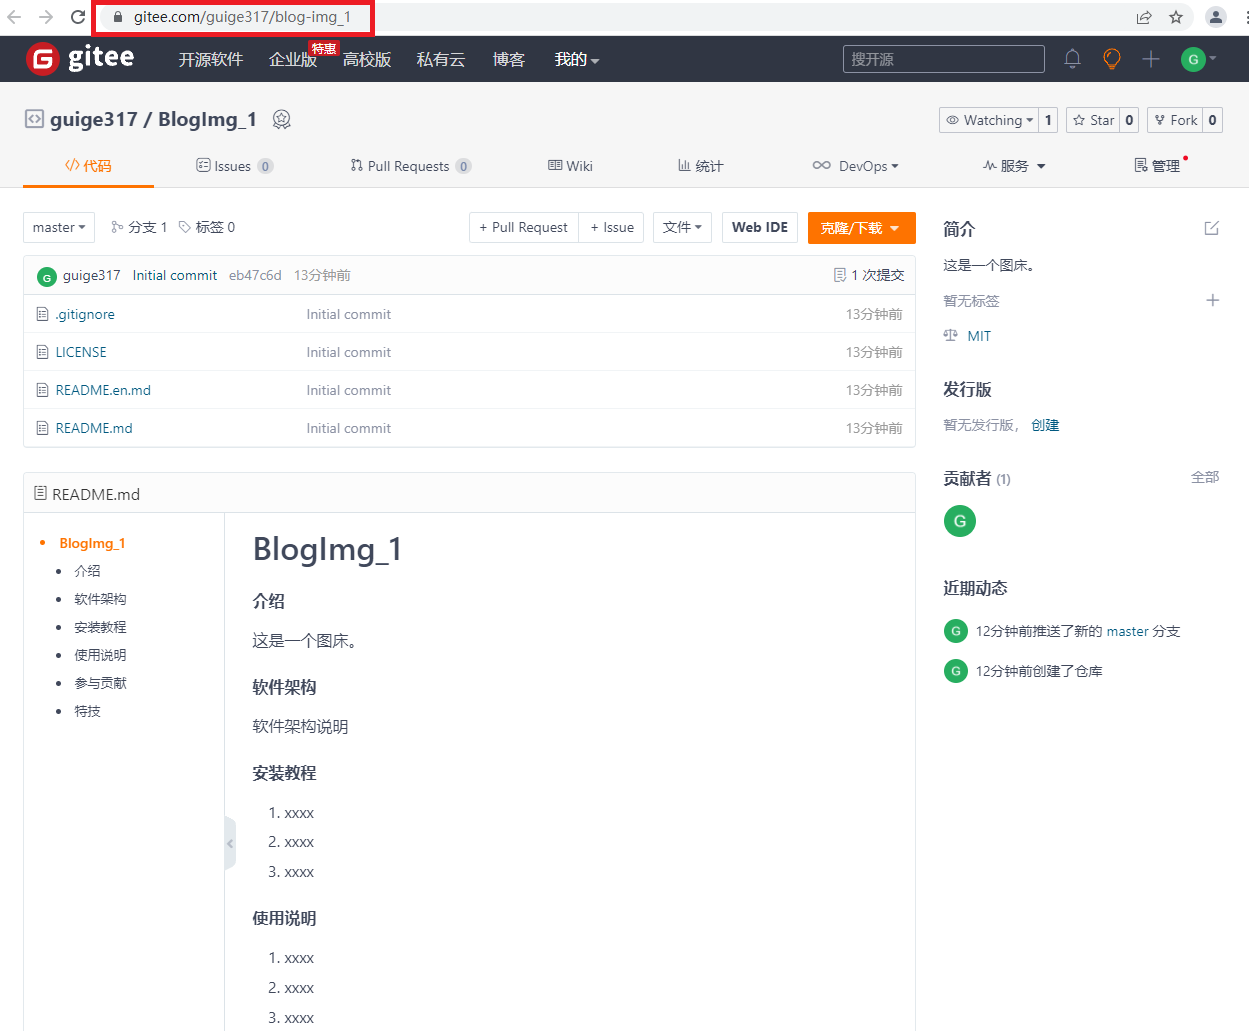 gitee.com/guige317/blog-img_1
gitee 开源软件 企业版 特惠 高校版 私有云 博客 我的 搜开源 G
guige317 / BlogImg_1 Watching 1 Star 0 Fork 0
代码 Issues 0 Pull Requests 0 Wiki 统计 DevOps 服务 管理
master 分支 1 标签 0 + Pull Request + Issue 文件 Web IDE 克隆/下载
G guige317 Initial commit eb47c6d 13分钟前 1 次提交
.gitignore Initial commit 13分钟前
LICENSE Initial commit 13分钟前
README.en.md Initial commit 13分钟前
README.md Initial commit 13分钟前
README.md
BlogImg_1
介绍
软件架构
安装教程
使用说明
参与贡献
特技
BlogImg_1
介绍
这是一个图床。
软件架构
软件架构说明
安装教程
1. xxxx
2. xxxx
3. xxxx
使用说明
1. xxxx
2. xxxx
3. xxxx
简介
这是一个图床。
暂无标签
MIT
发行版
暂无发行版， 创建
贡献者 (1) 全部
G
近期动态
G 12分钟前推送了新的 master 分支
G 12分钟前创建了仓库